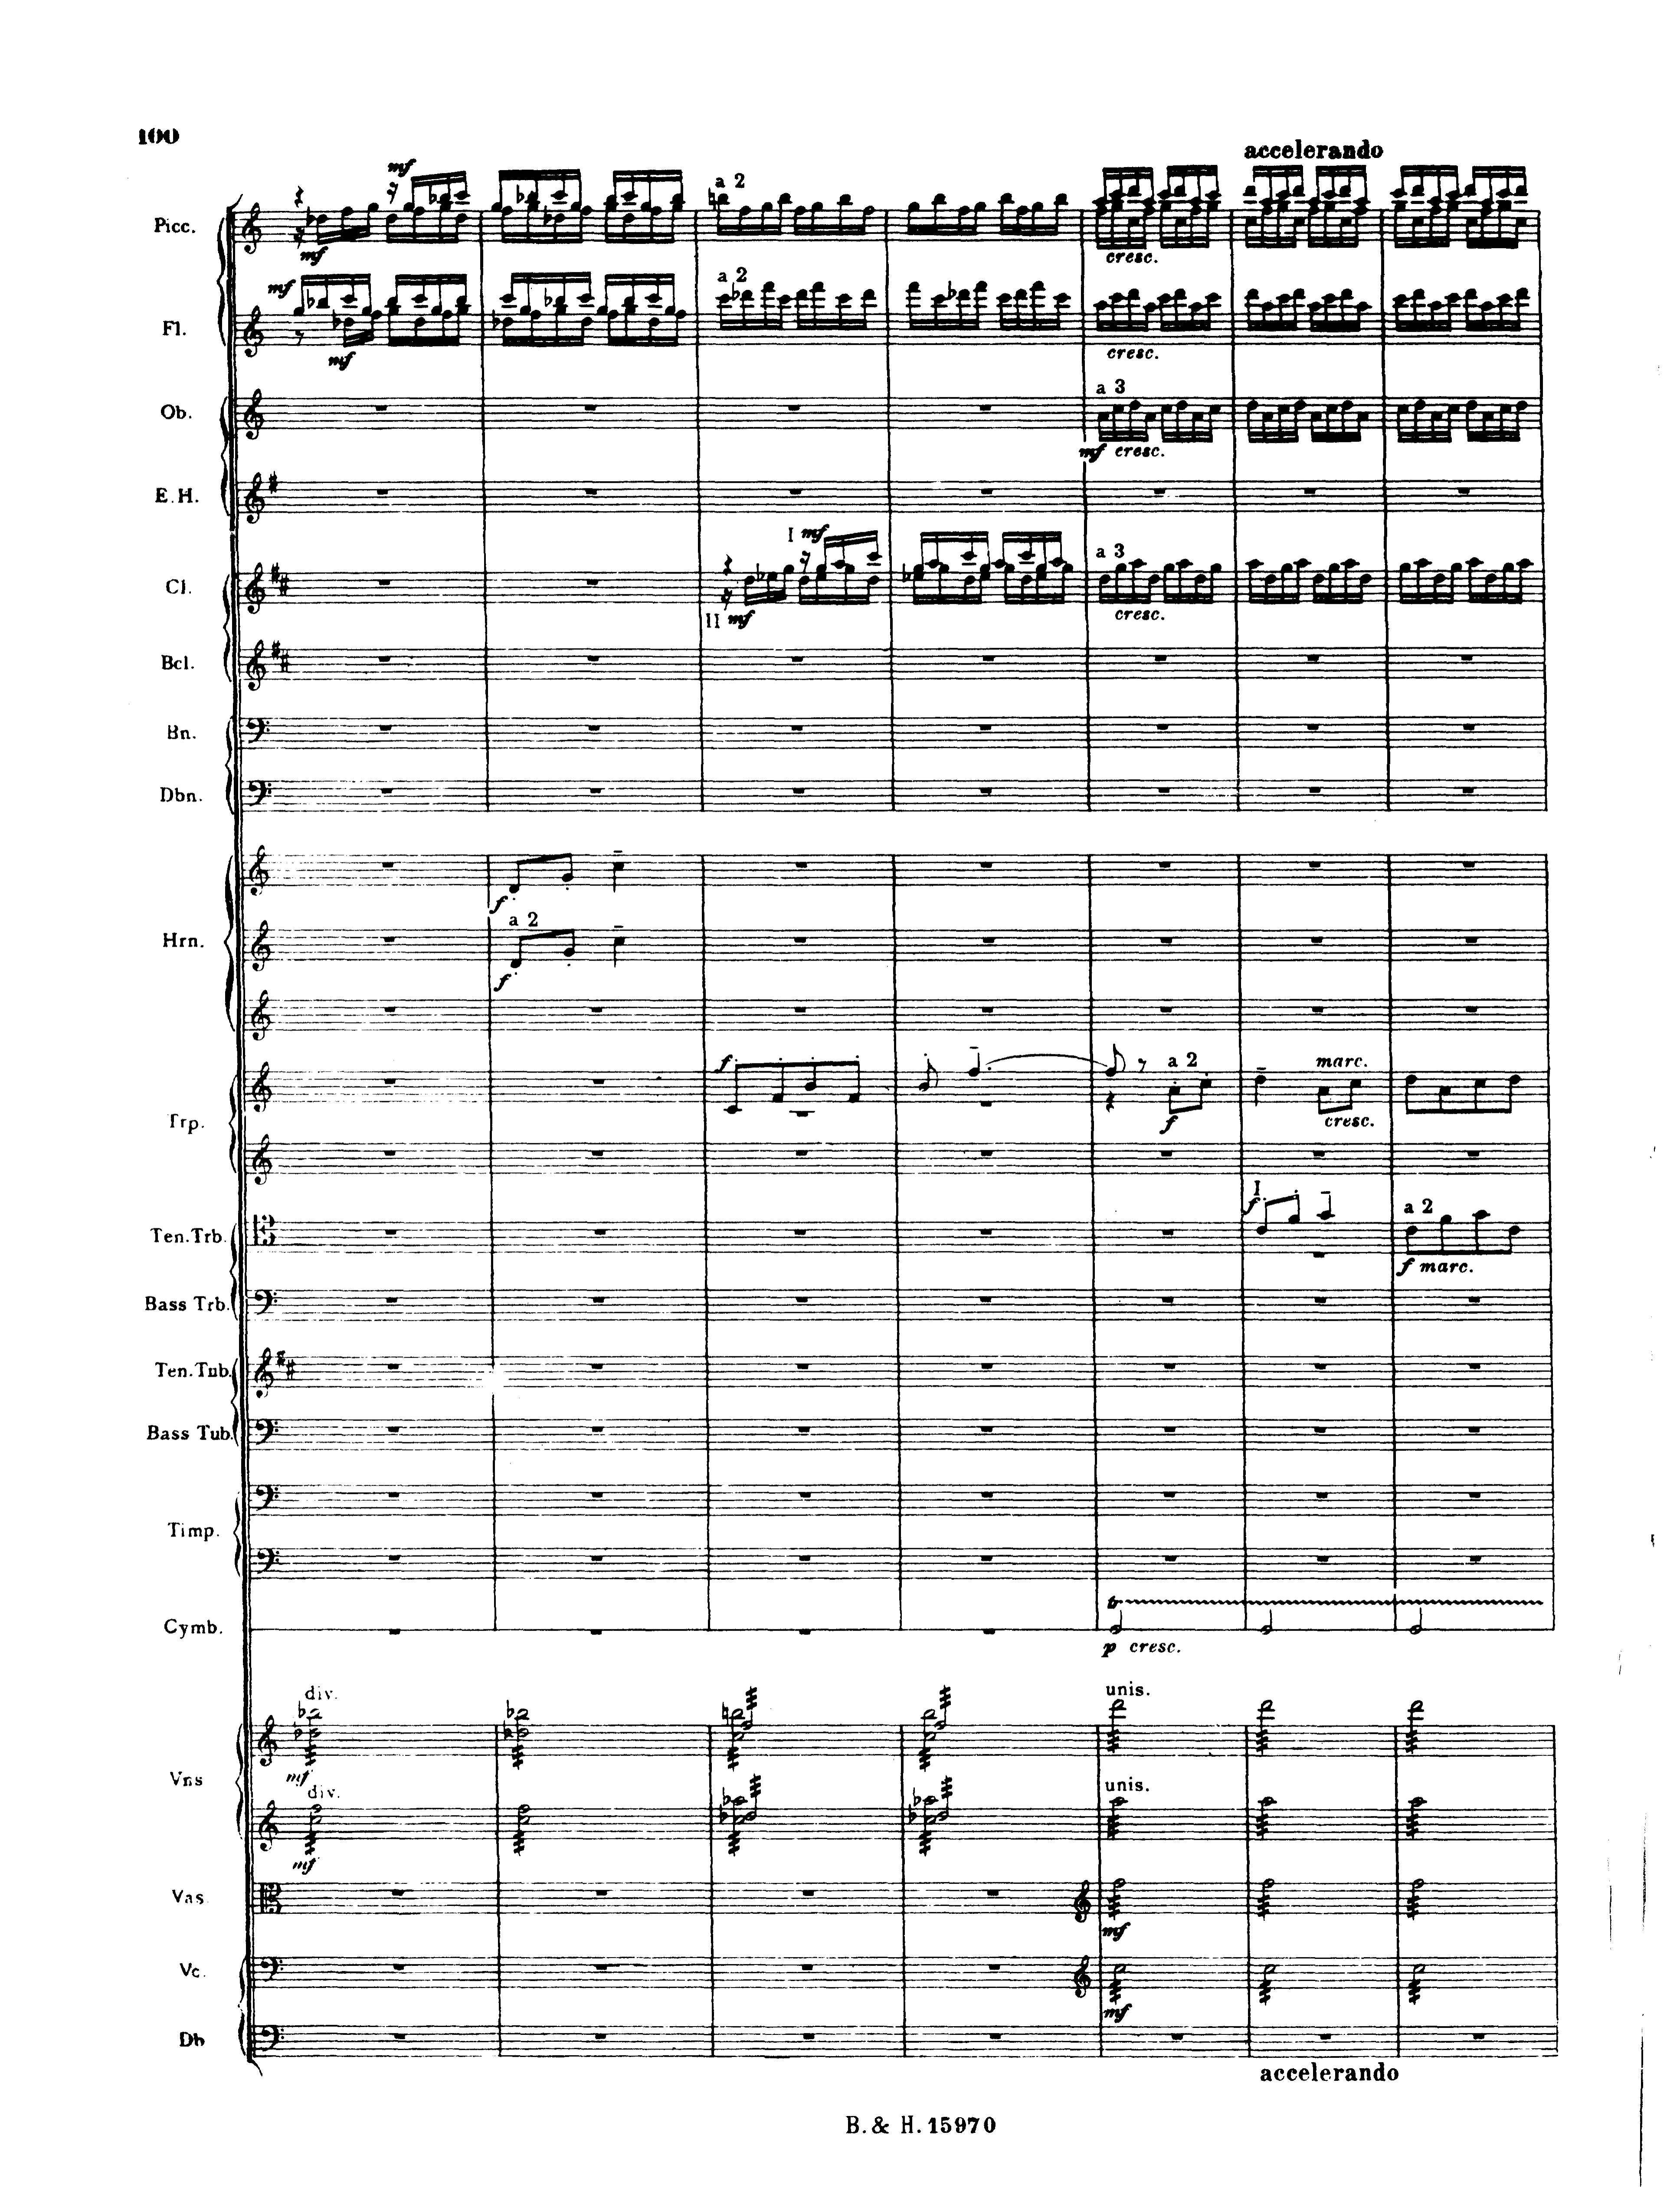 100
accelerando
mf
a 2
Picc.
mf
cresc.
mf
a 2
Fl.
mf
cresc.
a 3
Ob.
mf cresc.
E.H.
I mf
a 3
Cl.
II mf
cresc.
Bcl.
Bn.
Dbn.
f
a 2
Hrn.
f
f
a 2
marc.
f
cresc.
Trp.
I
f
a 2
Ten.Trb.
f marc.
Bass Trb.
Ten.Tub.
Bass Tub.
Timp.
tr
Cymb.
p cresc.
div.
unis.
mf
Vns
div.
unis.
mf
Vas
mf
Vc.
mf
Db
accelerando
B. & H. 15970